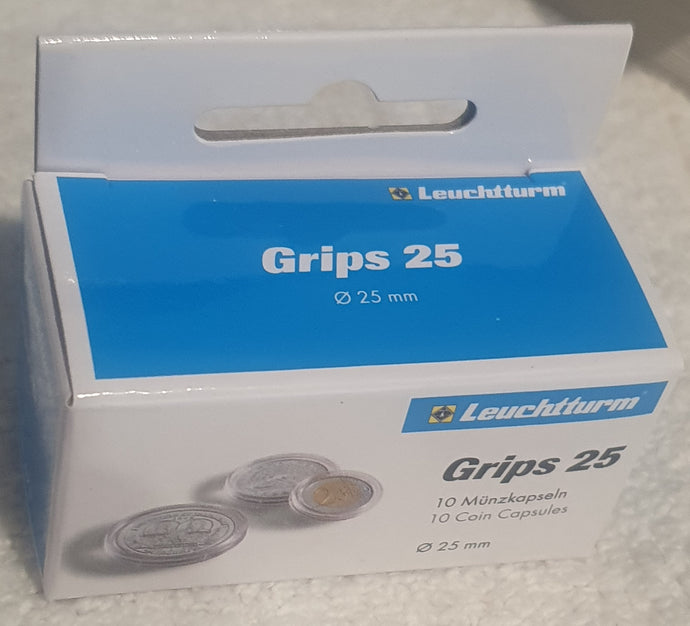 Leuchtturm
Grips 25
Ø 25 mm
Leuchtturm
Grips 25
10 Münzkapseln
10 Coin Capsules
Ø 25 mm